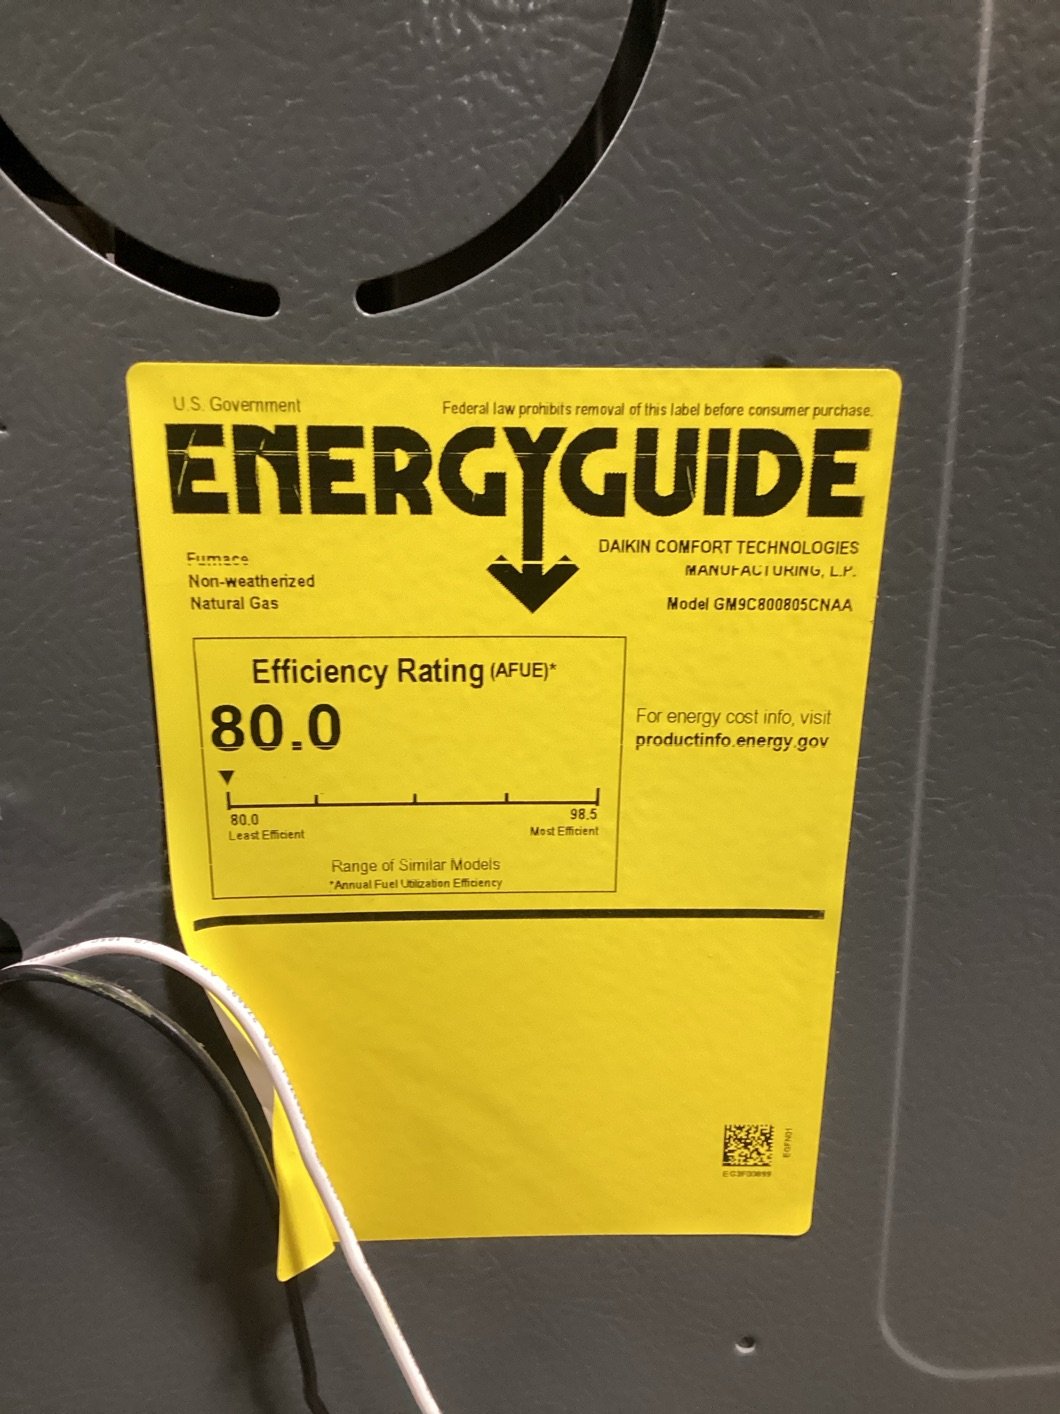 U.S. Government
Federal law prohibits removal of this label before consumer purchase.
ENERGYGUIDE
Furnace
Non-weatherized
Natural Gas
DAIKIN COMFORT TECHNOLOGIES
MANUFACTURING, L.P.
Model GM9C800805CNAA
Efficiency Rating (AFUE)*
80.0
80.0
98.5
Least Efficient
Most Efficient
Range of Similar Models
*Annual Fuel Utilization Efficiency
For energy cost info, visit
productinfo.energy.gov
EGFN01